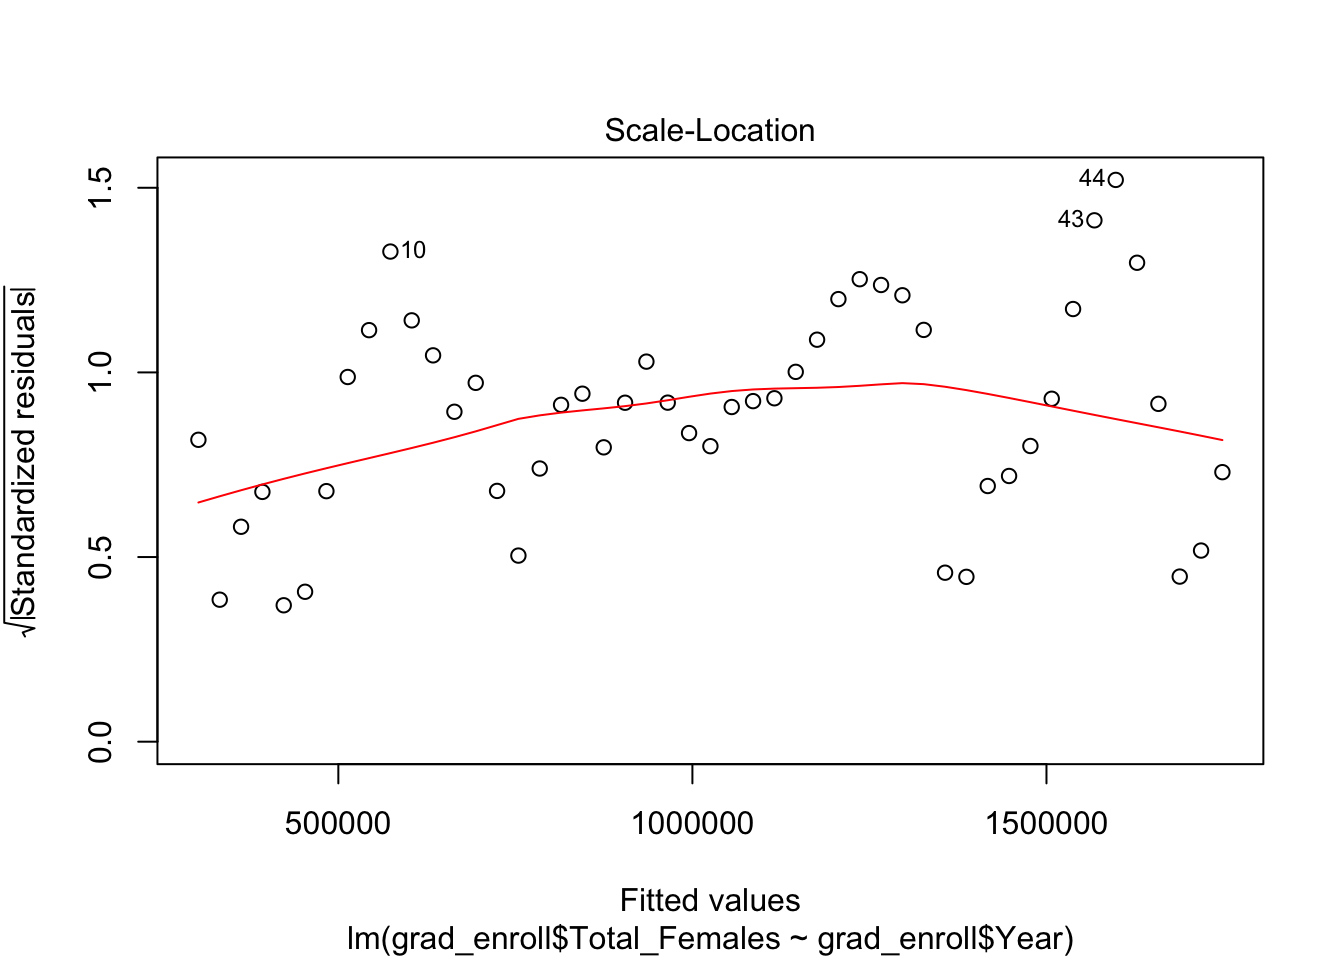 Scale-Location
√|Standardized residuals|
1.5
1.0
0.5
0.0
44
43
10
500000
1000000
1500000
Fitted values
lm(grad_enroll$Total_Females ~ grad_enroll$Year)